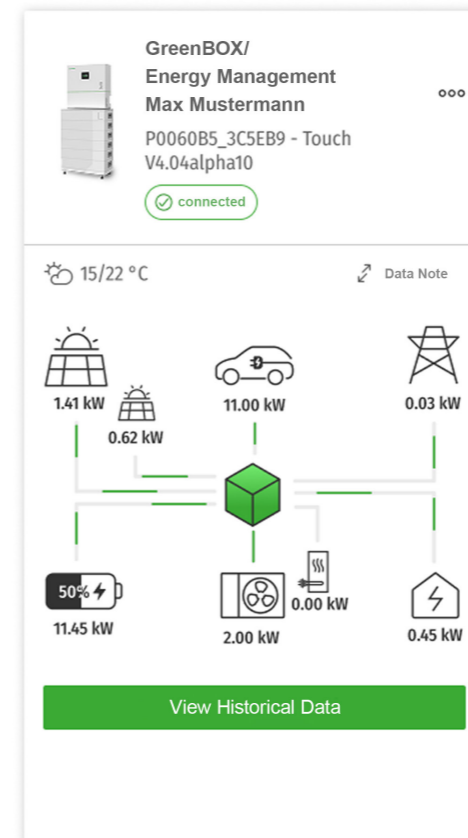 GreenBOX/
Energy Management
Max Mustermann
P0060B5_3C5EB9 - Touch
V4.04alpha10
connected
15/22 °C
Data Note
1.41 kW
0.62 kW
11.00 kW
0.03 kW
50%
11.45 kW
2.00 kW
0.00 kW
0.45 kW
View Historical Data